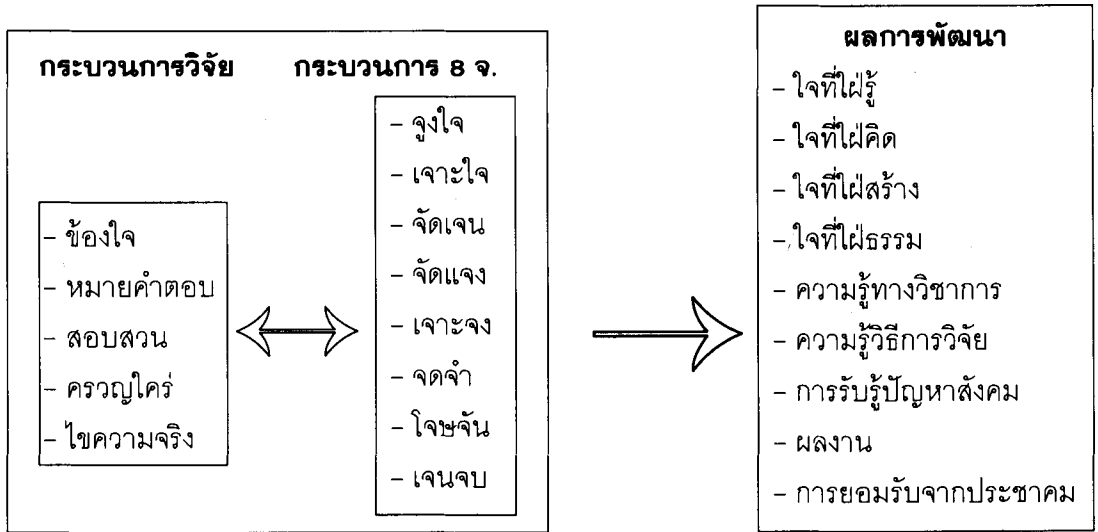 กระบวนการวิจัย
- ข้องใจ
- หมายคำตอบ
- สอบสวน
- ครวญใคร่
- ไขความจริง
กระบวนการ 8 จ.
- จูงใจ
- เจาะใจ
- จัดเจน
- จัดแจง
- เจาะจง
- จดจำ
- โจษจัน
- เจนจบ
ผลการพัฒนา
- ใจที่ใฝ่รู้
- ใจที่ใฝ่คิด
- ใจที่ใฝ่สร้าง
- ใจที่ใฝ่ธรรม
- ความรู้ทางวิชาการ
- ความรู้วิธีการวิจัย
- การรับรู้ปัญหาสังคม
- ผลงาน
- การยอมรับจากประชาคม